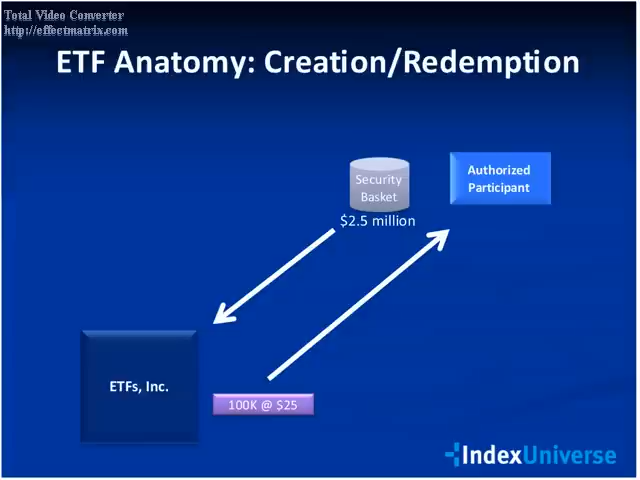 Total Video Converter
http://effectmatrix.com
ETF Anatomy: Creation/Redemption
Security
Basket
$2.5 million
Authorized
Participant
ETFs, Inc.
100K @ $25
IndexUniverse